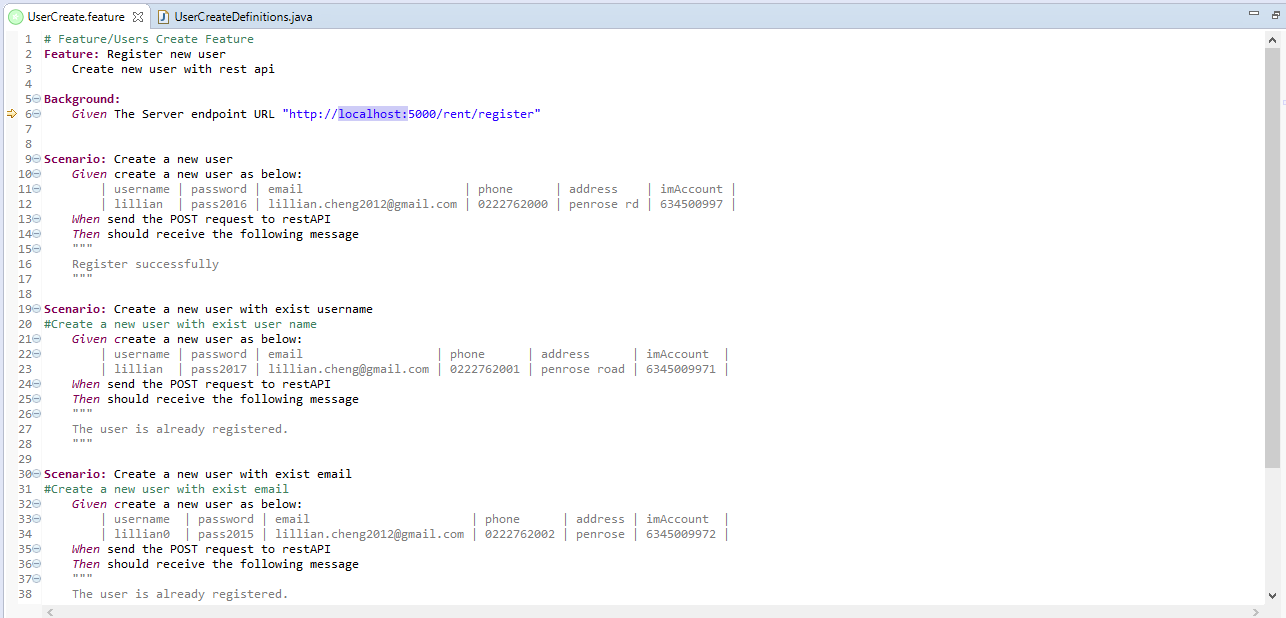 UserCreate.feature UserCreateDefinitions.java
1 # Feature/Users Create Feature
2 Feature: Register new user
3 Create new user with rest api
4
5 Background:
6 Given The Server endpoint URL "http://localhost:5000/rent/register"
7
8
9 Scenario: Create a new user
10 Given create a new user as below:
11 | username | password | email | phone | address | imAccount |
12 | lillian | pass2016 | lillian.cheng2012@gmail.com | 0222762000 | penrose rd | 634500997 |
13 When send the POST request to restAPI
14 Then should receive the following message
15 """
16 Register successfully
17 """
18
19 Scenario: Create a new user with exist username
20 #Create a new user with exist user name
21 Given create a new user as below:
22 | username | password | email | phone | address | imAccount |
23 | lillian | pass2017 | lillian.cheng@gmail.com | 0222762001 | penrose road | 6345009971 |
24 When send the POST request to restAPI
25 Then should receive the following message
26 """
27 The user is already registered.
28 """
29
30 Scenario: Create a new user with exist email
31 #Create a new user with exist email
32 Given create a new user as below:
33 | username | password | email | phone | address | imAccount |
34 | lillian0 | pass2015 | lillian.cheng2012@gmail.com | 0222762002 | penrose | 6345009972 |
35 When send the POST request to restAPI
36 Then should receive the following message
37 """
38 The user is already registered.